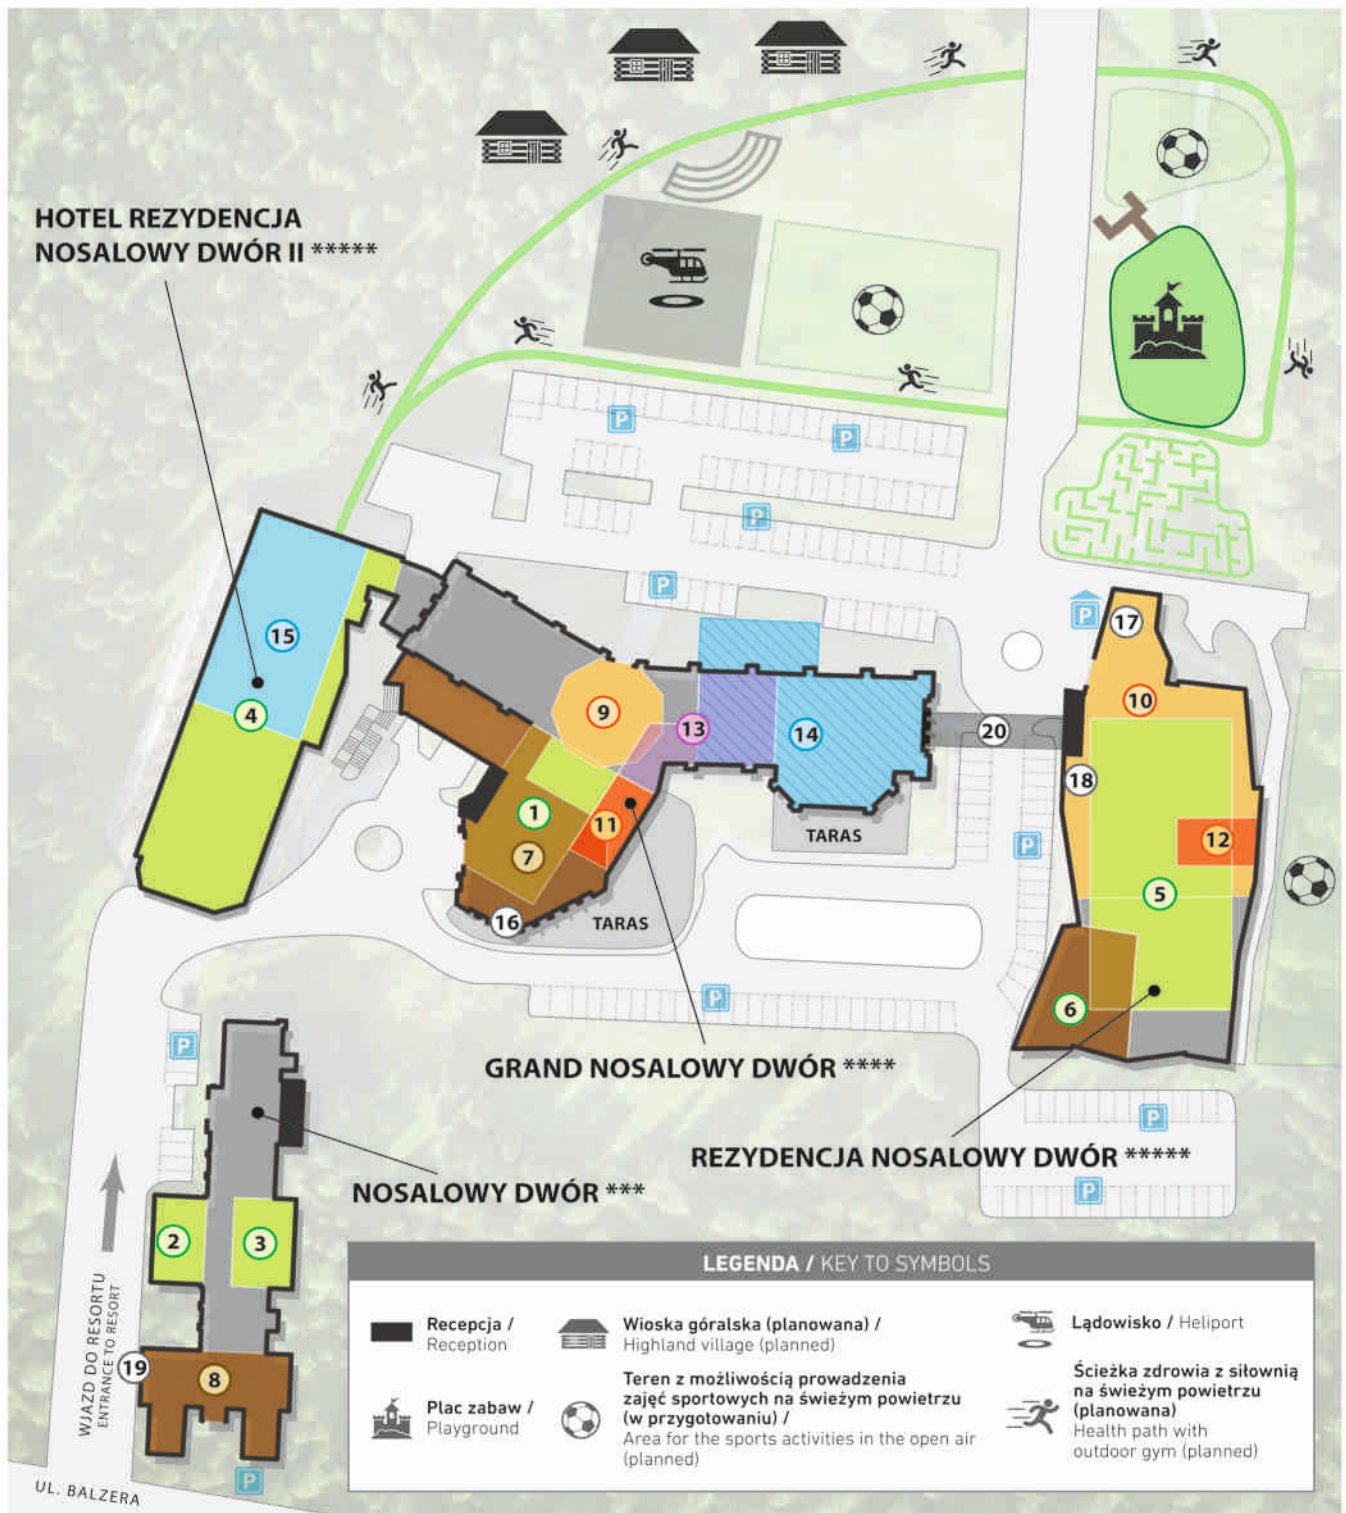 HOTEL REZYDENCJA
NOSALOWY DWÓR II *****
P
P
P
P
P
17
15
4
9
13
14
20
10
18
1
7
11
12
5
16
6
TARAS
TARAS
P
P
P
GRAND NOSALOWY DWÓR ****
REZYDENCJA NOSALOWY DWÓR *****
NOSALOWY DWÓR ***
P
P
2
3
19
8
P
WJAZD DO RESORTU
ENTRANCE TO RESORT
UL. BALZERA
LEGENDA / KEY TO SYMBOLS
Recepcja /
Reception
Plac zabaw /
Playground
Wioska góralska (planowana) /
Highland village (planned)
Teren z możliwością prowadzenia
zajęć sportowych na świeżym powietrzu
(w przygotowaniu) /
Area for the sports activities in the open air
(planned)
Lądowisko / Heliport
Ścieżka zdrowia z siłownią
na świeżym powietrzu
(planowana)
Health path with
outdoor gym (planned)